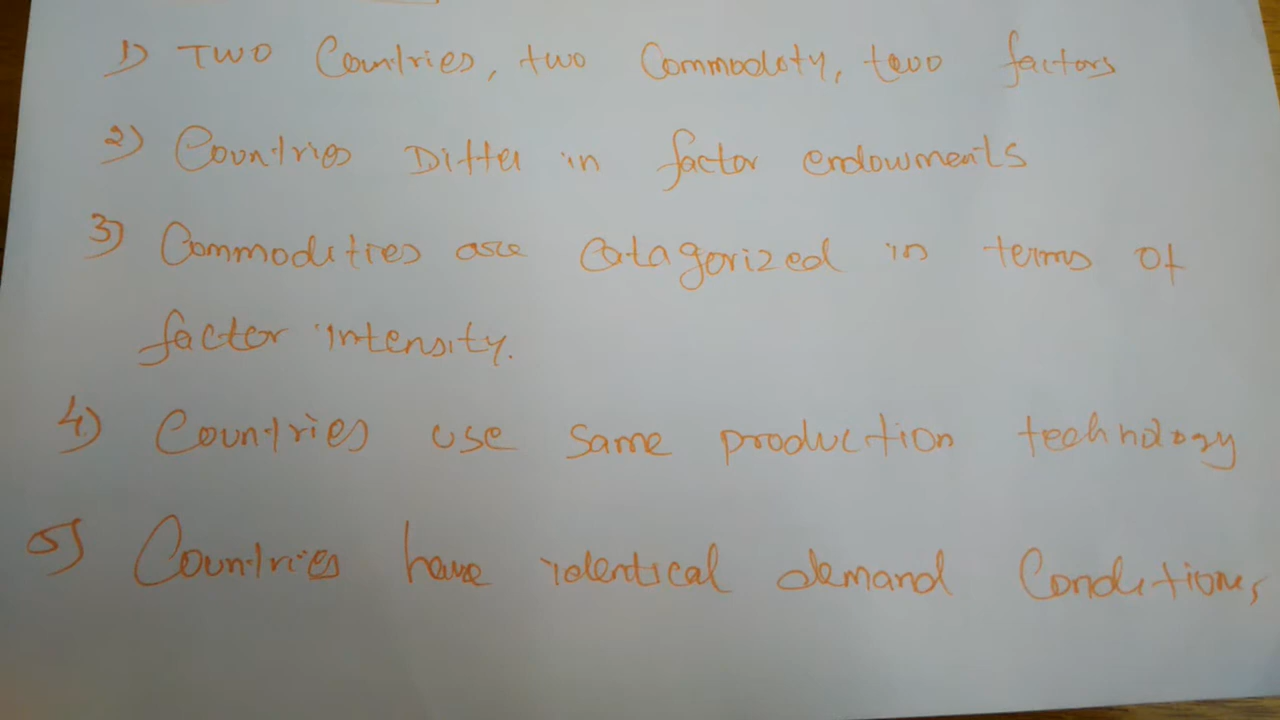 1) TWO Countries, two Commodoty, two factors
2) Countries Differ in factor endowments
3) Commodities are Catagorized in terms of
factor intensity.
4) Countries use same production technology
5) Countries have identical demand Conditions,